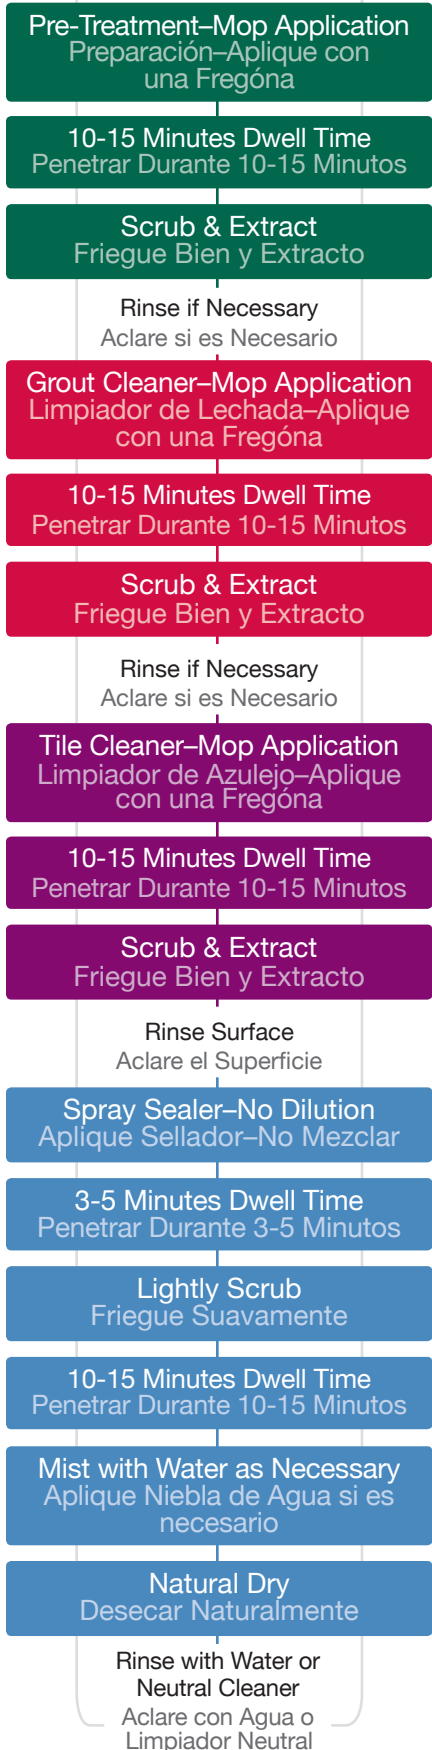 Pre-Treatment–Mop Application
Preparación–Aplique con
una Fregóna
10-15 Minutes Dwell Time
Penetrar Durante 10-15 Minutos
Scrub & Extract
Friegue Bien y Extracto
Rinse if Necessary
Aclare si es Necesario
Grout Cleaner–Mop Application
Limpiador de Lechada–Aplique
con una Fregóna
10-15 Minutes Dwell Time
Penetrar Durante 10-15 Minutos
Scrub & Extract
Friegue Bien y Extracto
Rinse if Necessary
Aclare si es Necesario
Tile Cleaner–Mop Application
Limpiador de Azulejo–Aplique
con una Fregóna
10-15 Minutes Dwell Time
Penetrar Durante 10-15 Minutos
Scrub & Extract
Friegue Bien y Extracto
Rinse Surface
Aclare el Superficie
Spray Sealer–No Dilution
Aplique Sellador–No Mezclar
3-5 Minutes Dwell Time
Penetrar Durante 3-5 Minutos
Lightly Scrub
Friegue Suavamente
10-15 Minutes Dwell Time
Penetrar Durante 10-15 Minutos
Mist with Water as Necessary
Aplique Niebla de Agua si es
necesario
Natural Dry
Desecar Naturalmente
Rinse with Water or
Neutral Cleaner
Aclare con Agua o
Limpiador Neutral